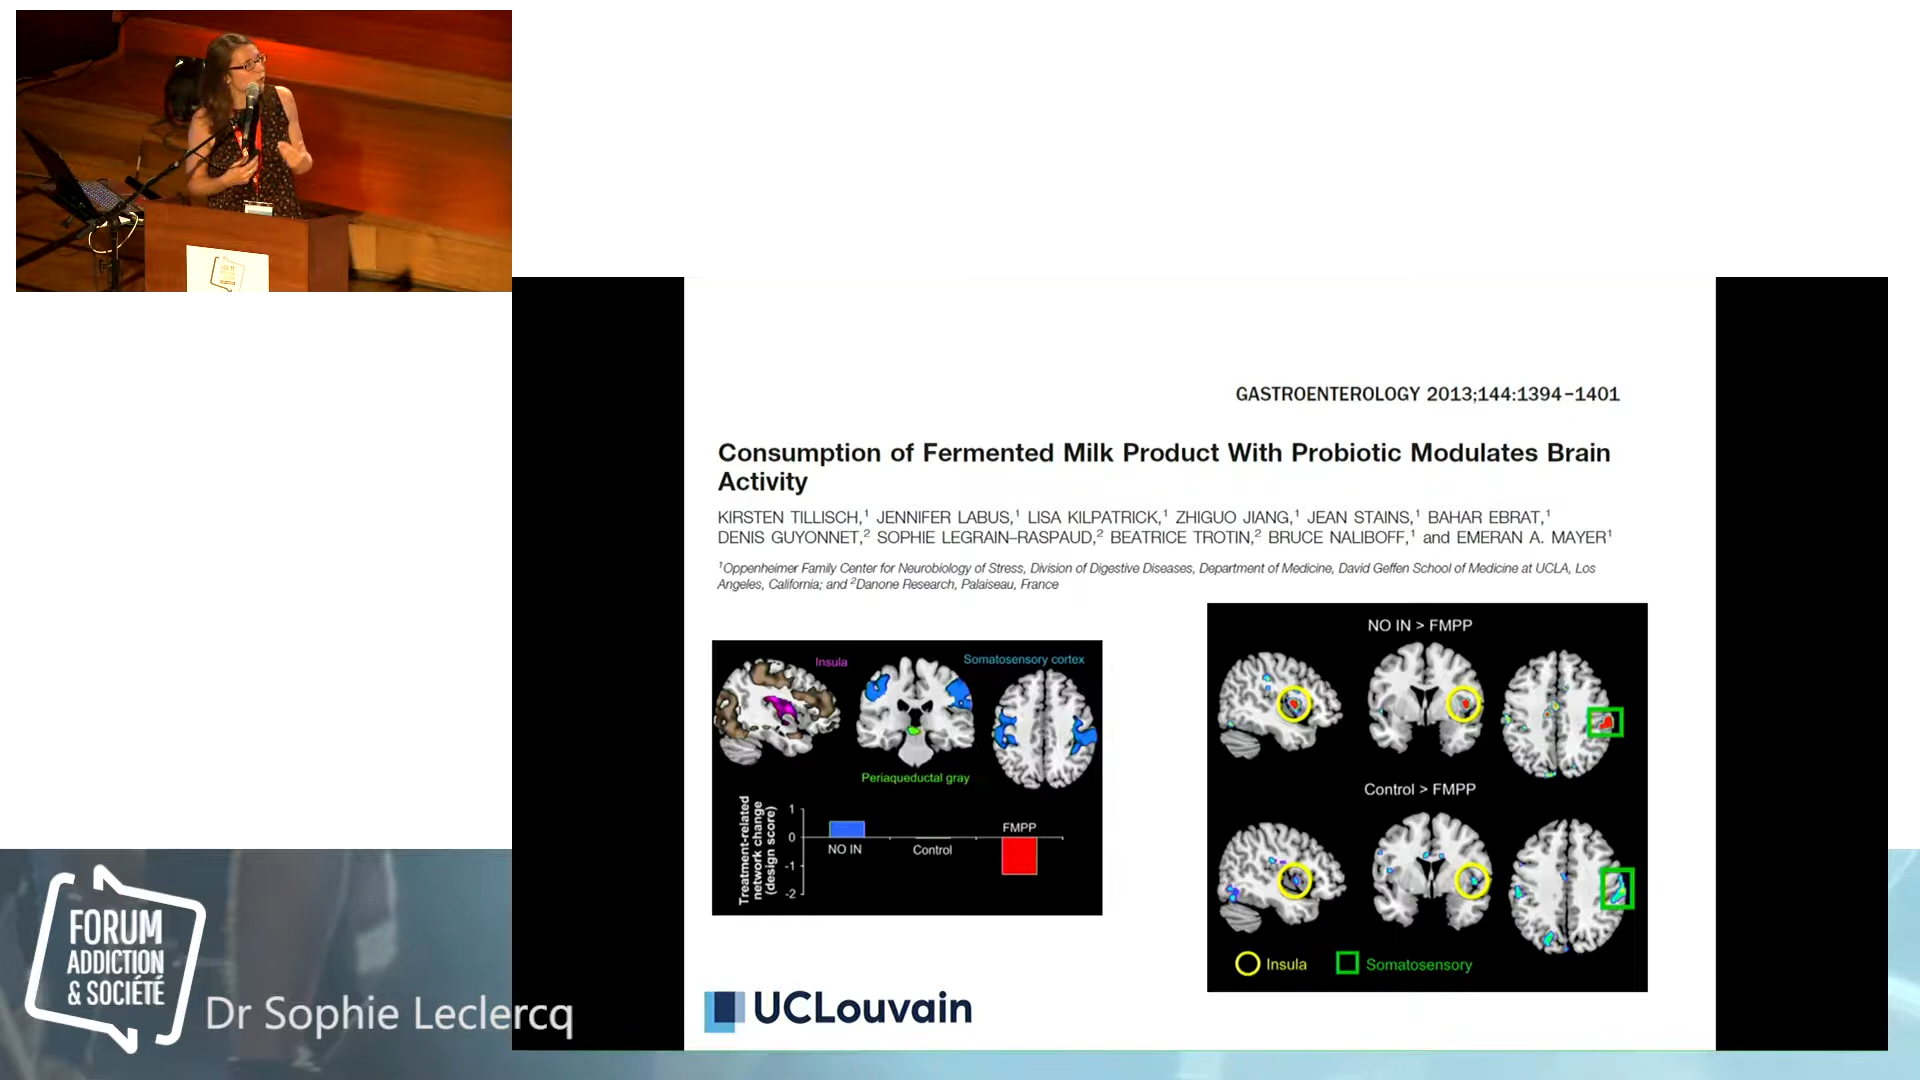 GASTROENTEROLOGY 2013;144:1394–1401
Consumption of Fermented Milk Product With Probiotic Modulates Brain
Activity
KIRSTEN TILLISCH,¹ JENNIFER LABUS,¹ LISA KILPATRICK,¹ ZHIGUO JIANG,¹ JEAN STAINS,¹ BAHAR EBRAT,¹
DENIS GUYONNET,² SOPHIE LEGRAIN–RASPAUD,² BEATRICE TROTIN,² BRUCE NALIBOFF,¹ and EMERAN A. MAYER¹
¹Oppenheimer Family Center for Neurobiology of Stress, Division of Digestive Diseases, Department of Medicine, David Geffen School of Medicine at UCLA, Los
Angeles, California; and ²Danone Research, Palaiseau, France
Insula
Somatosensory cortex
Periaqueductal gray
Treatment-related
network change
(design score)
1
0
-1
-2
NO IN
Control
FMPP
NO IN > FMPP
Control > FMPP
Insula
Somatosensory
UCLouvain
FORUM
ADDICTION
& SOCIÉTÉ
Dr Sophie Leclercq